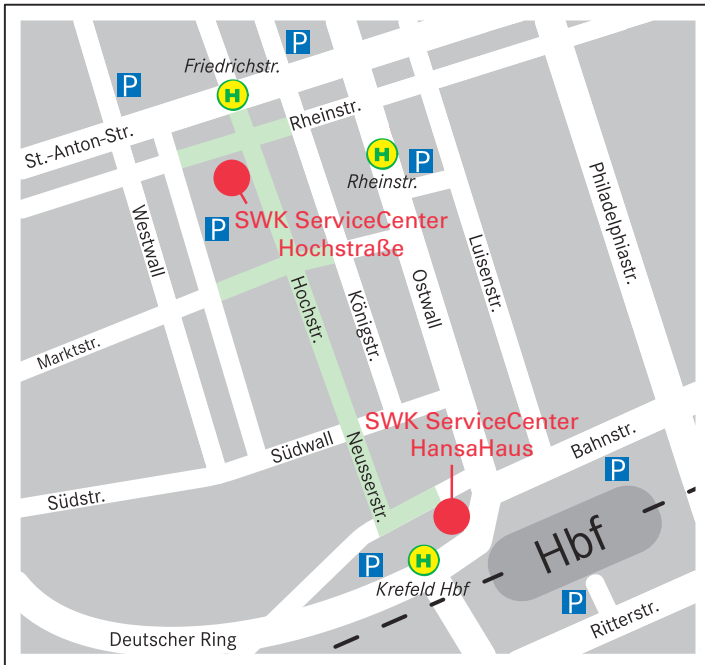 P
P
Friedrichstr.
H
St.-Anton-Str.
Rheinstr.
H
P
Rheinstr.
Philadelphiastr.
Westwall
P
SWK ServiceCenter
Hochstraße
Luisenstr.
Ostwall
Hochstr.
Königstr.
Marktstr.
SWK ServiceCenter
HansaHaus
Südwall
Neusserstr.
Bahnstr.
P
Südstr.
Hbf
H
P
Krefeld Hbf
P
Ritterstr.
Deutscher Ring